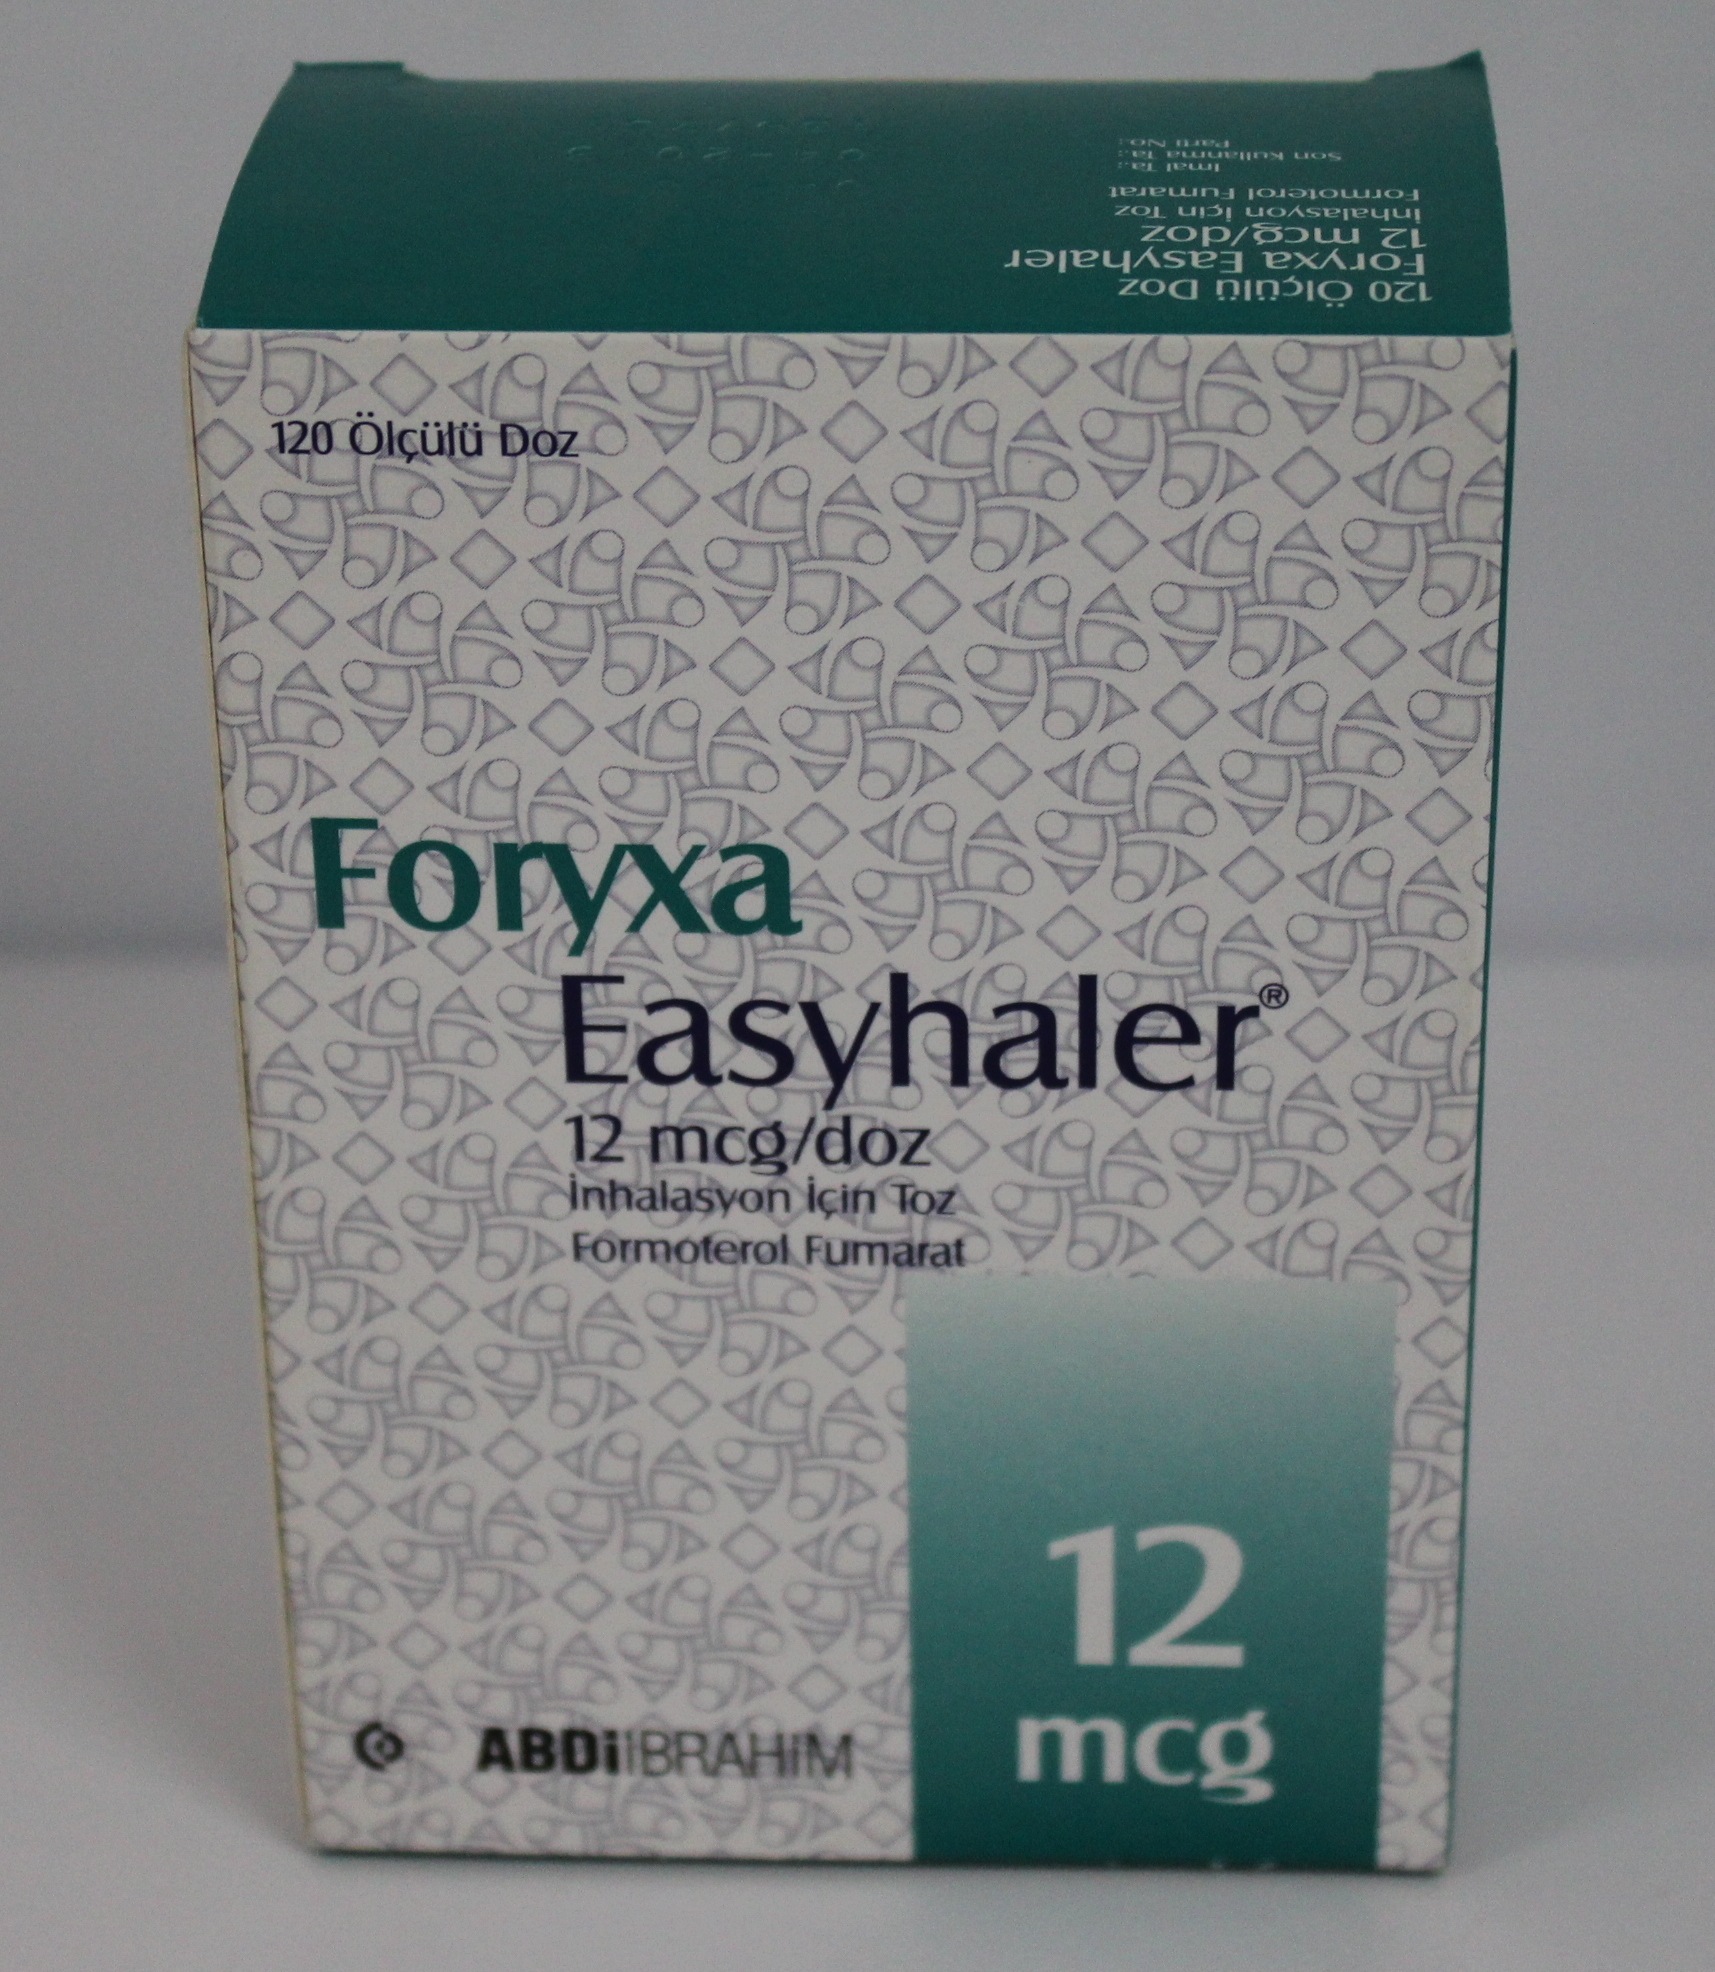 120 Ölçülü Doz
Foryxa Easyhaler
12 mcg/doz
İnhalasyon İçin Toz
Formoterol Fumarat
İmal Ta.:
Son Kullanma Ta.:
Parti No.:
120 Ölçülü Doz
Foryxa
Easyhaler®
12 mcg/doz
İnhalasyon İçin Toz
Formoterol Fumarat
12
mcg
ABDİİBRAHİM